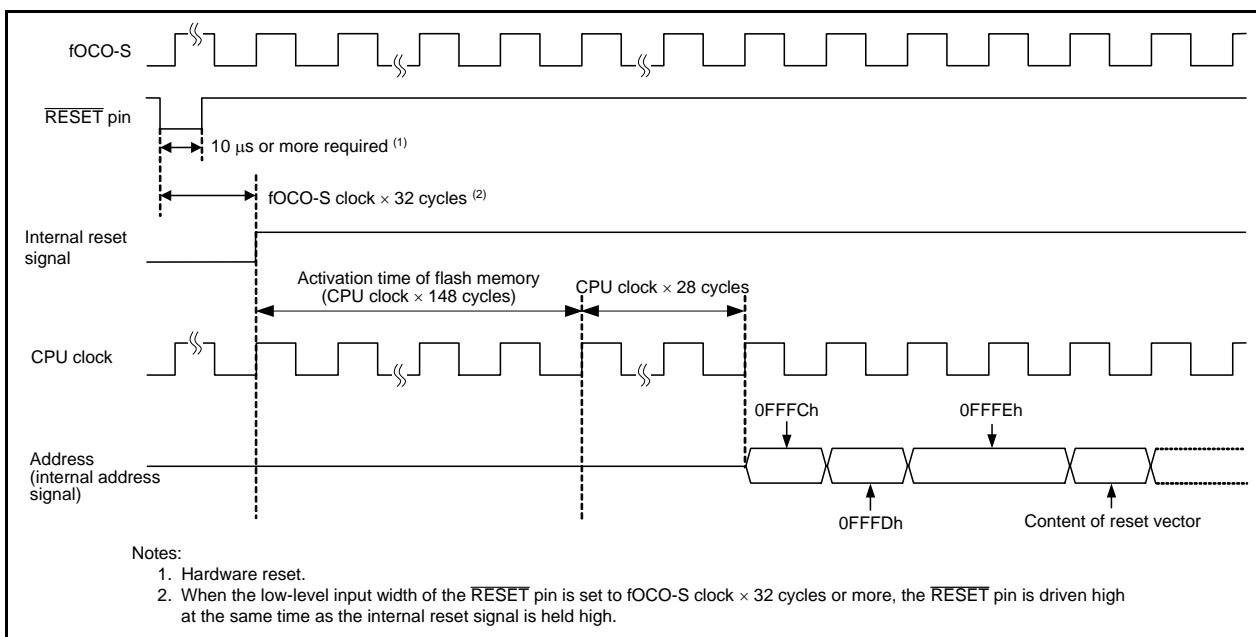 fOCO-S
RESET pin
10 μs or more required (1)
fOCO-S clock × 32 cycles (2)
Internal reset
signal
Activation time of flash memory
(CPU clock × 148 cycles)
CPU clock × 28 cycles
CPU clock
0FFFCh
0FFFEh
Address
(internal address
signal)
0FFFDh
Content of reset vector
Notes:
1. Hardware reset.
2. When the low-level input width of the RESET pin is set to fOCO-S clock × 32 cycles or more, the RESET pin is driven high
at the same time as the internal reset signal is held high.